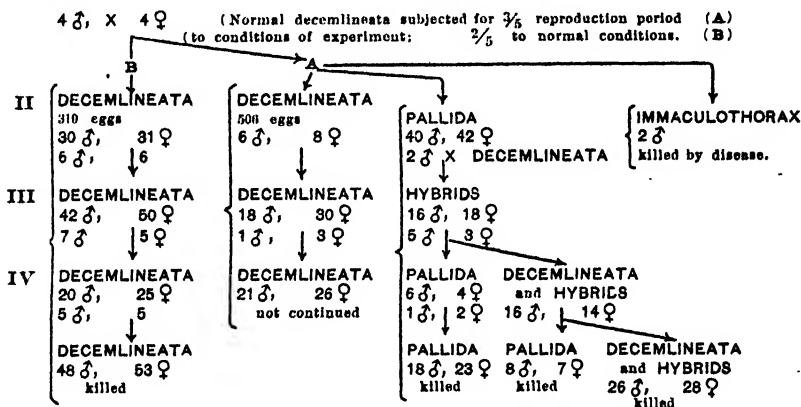 4 ♂, X 4 ♀ (Normal decemlineata subjected for 3/5 reproduction period (A)
(to conditions of experiment; 2/5 to normal conditions. (B)
B A
II DECEMLINEATA DECEMLINEATA PALLIDA IMMACULOTHORAX
310 eggs 506 eggs 40 ♂, 42 ♀ 2 ♂
30 ♂, 31 ♀ 6 ♂, 8 ♀ 2 ♂ X DECEMLINEATA killed by disease.
6 ♂, 6
III DECEMLINEATA DECEMLINEATA HYBRIDS
42 ♂, 50 ♀ 18 ♂, 30 ♀ 16 ♂, 18 ♀
7 ♂ 5 ♀ 1 ♂, 3 ♀ 5 ♂ 3 ♀
IV DECEMLINEATA DECEMLINEATA PALLIDA DECEMLINEATA
20 ♂, 25 ♀ 21 ♂, 26 ♀ 6 ♂, 4 ♀ and HYBRIDS
5 ♂, 5 not continued 1 ♂, 2 ♀ 16 ♂, 14 ♀
DECEMLINEATA PALLIDA PALLIDA DECEMLINEATA
48 ♂, 53 ♀ 18 ♂, 23 ♀ 8 ♂, 7 ♀ and HYBRIDS
killed killed killed 26 ♂, 28 ♀
killed